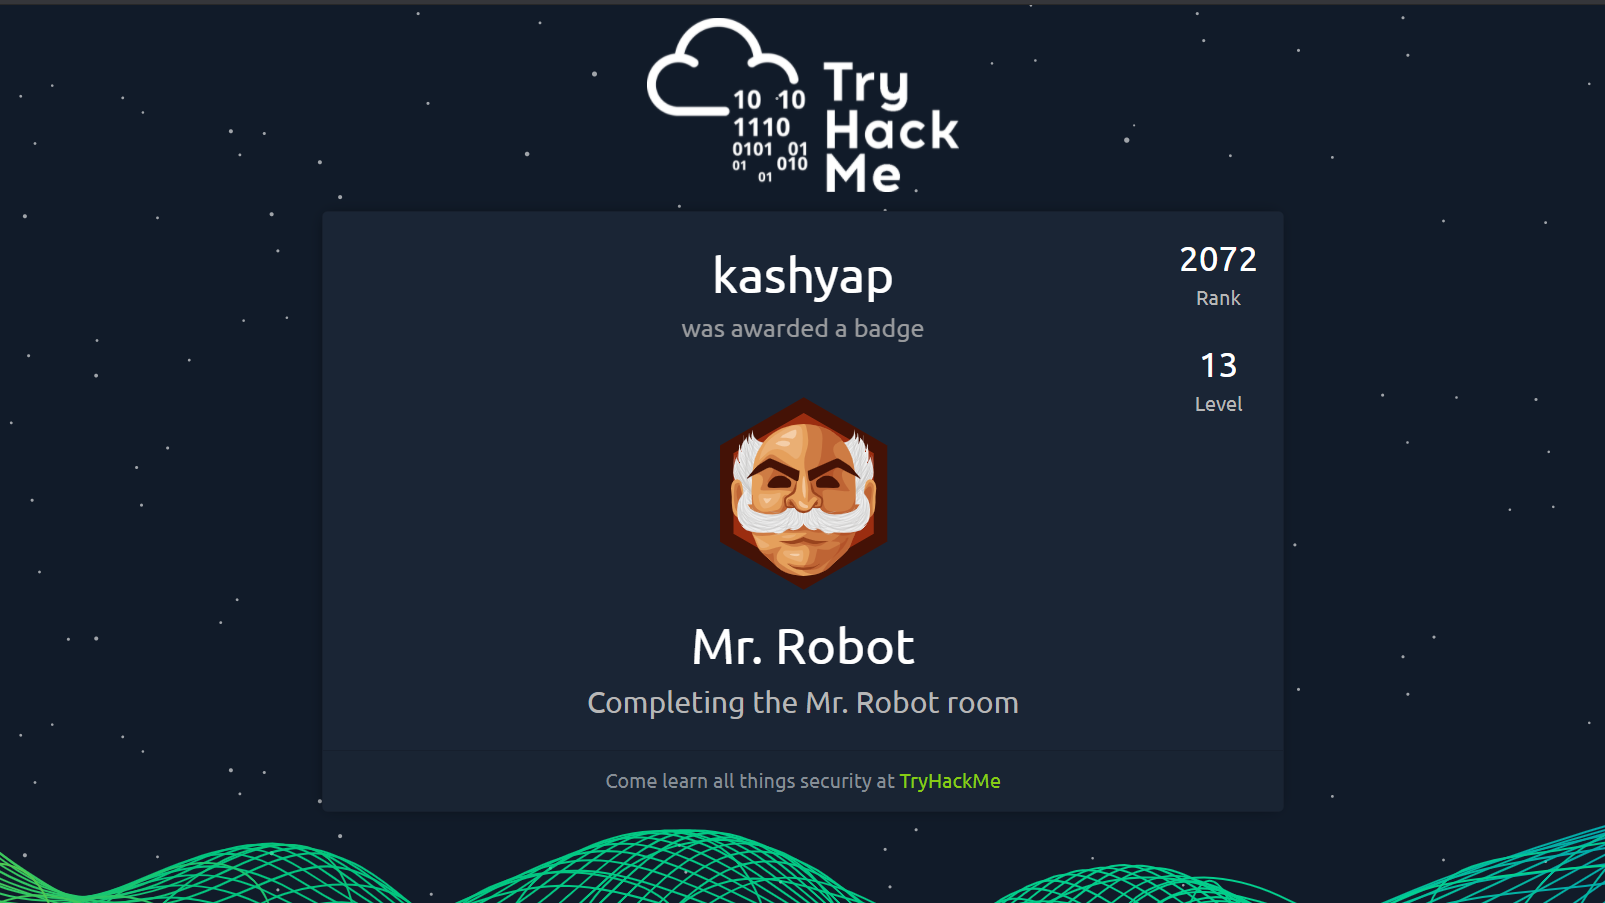 10 10
1110
0101 01
01 010
01
Try
Hack
Me
kashyap
was awarded a badge
2072
Rank
13
Level
Mr. Robot
Completing the Mr. Robot room
Come learn all things security at TryHackMe